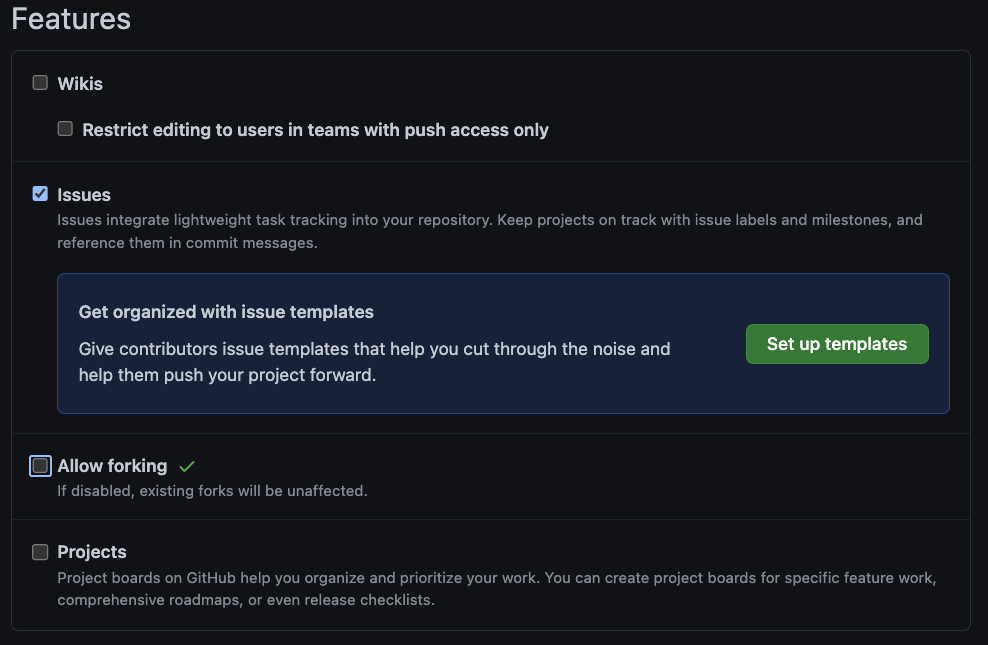 Features
Wikis
Restrict editing to users in teams with push access only
Issues
Issues integrate lightweight task tracking into your repository. Keep projects on track with issue labels and milestones, and
reference them in commit messages.
Get organized with issue templates
Give contributors issue templates that help you cut through the noise and
help them push your project forward.
Set up templates
Allow forking
If disabled, existing forks will be unaffected.
Projects
Project boards on GitHub help you organize and prioritize your work. You can create project boards for specific feature work,
comprehensive roadmaps, or even release checklists.